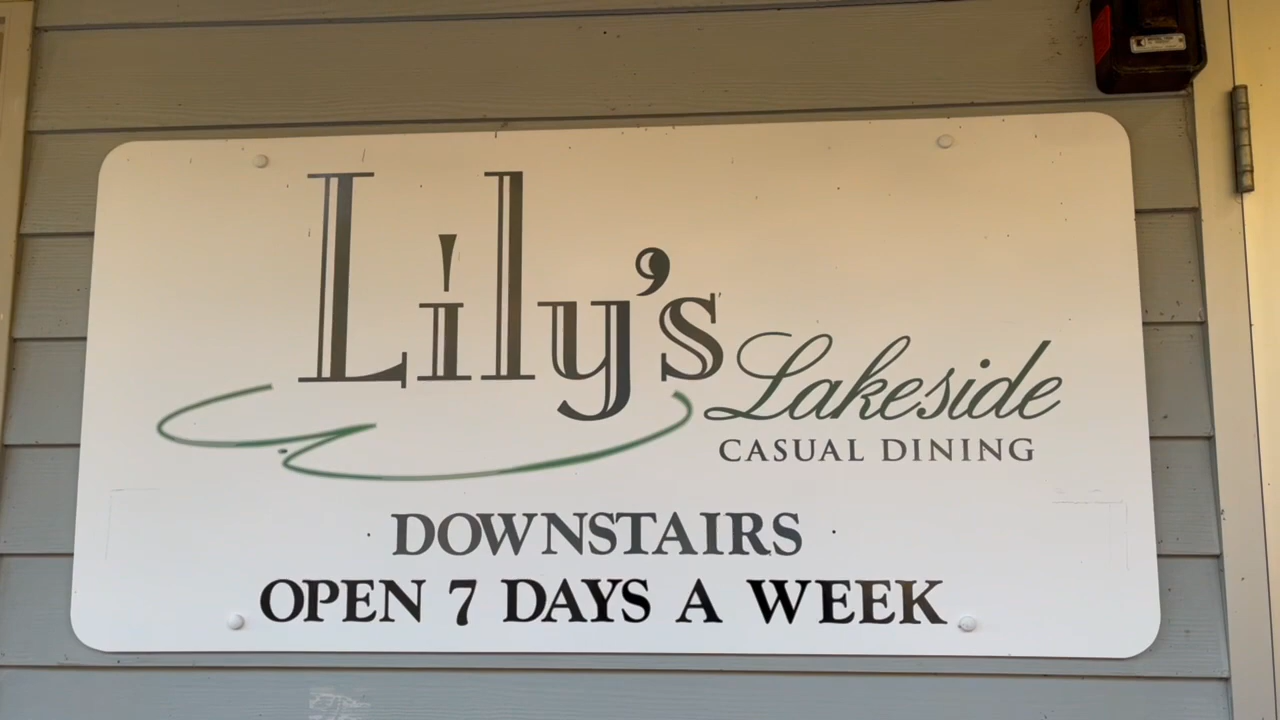 Lily's
Lakeside
CASUAL DINING
DOWNSTAIRS
OPEN 7 DAYS A WEEK